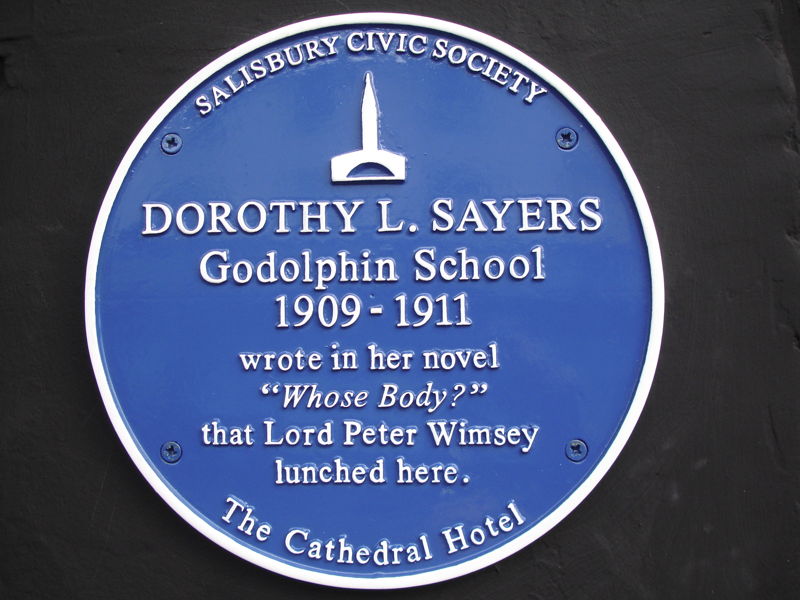 SALISBURY CIVIC SOCIETY
DOROTHY L. SAYERS
Godolphin School
1909 - 1911
wrote in her novel
“Whose Body?”
that Lord Peter Wimsey
lunched here.
The Cathedral Hotel